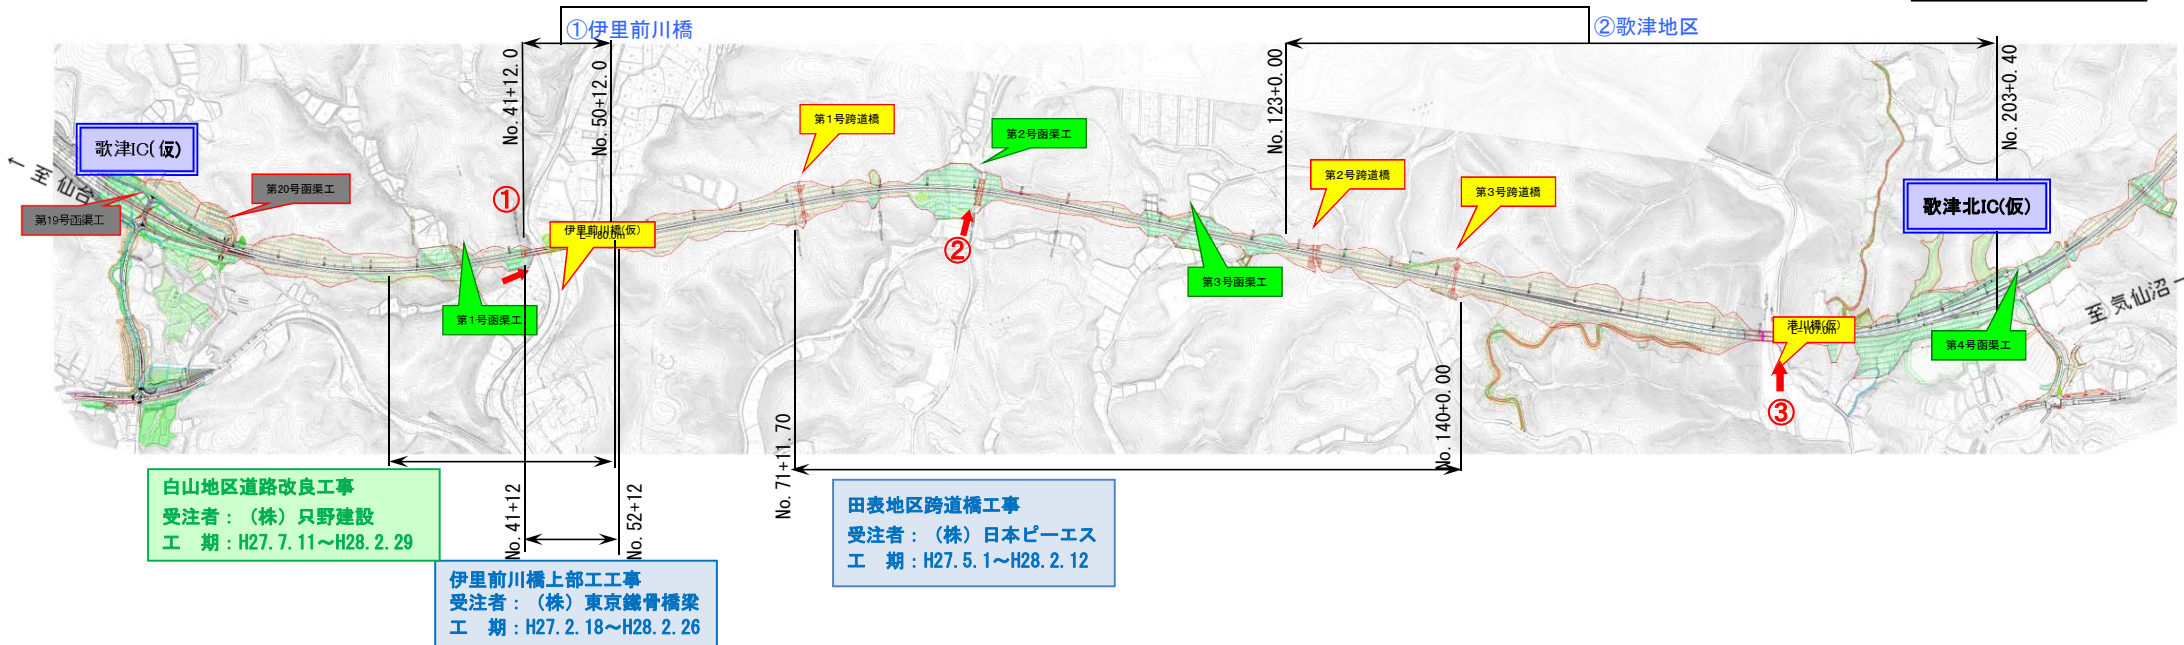 ①伊里前川橋
②歌津地区
No.41+12.0
No.50+12.0
No.123+0.00
No.203+0.40
歌津IC(仮)
← 至 仙台
第19号函渠工
第20号函渠工
①
伊里前川橋(仮)
L=180.0m
第1号函渠工
第1号跨道橋
第2号函渠工
②
第3号函渠工
第2号跨道橋
第3号跨道橋
歌津北IC(仮)
港川橋(仮)
L=107.0m
③
第4号函渠工
至 気仙沼 →
No.41+12
No.52+12
No.71+11.70
No.140+0.00
白山地区道路改良工事
受注者：（株）只野建設
工　期：H27.7.11～H28.2.29
伊里前川橋上部工工事
受注者：（株）東京鐵骨橋梁
工　期：H27.2.18～H28.2.26
田表地区跨道橋工事
受注者：（株）日本ピーエス
工　期：H27.5.1～H28.2.12